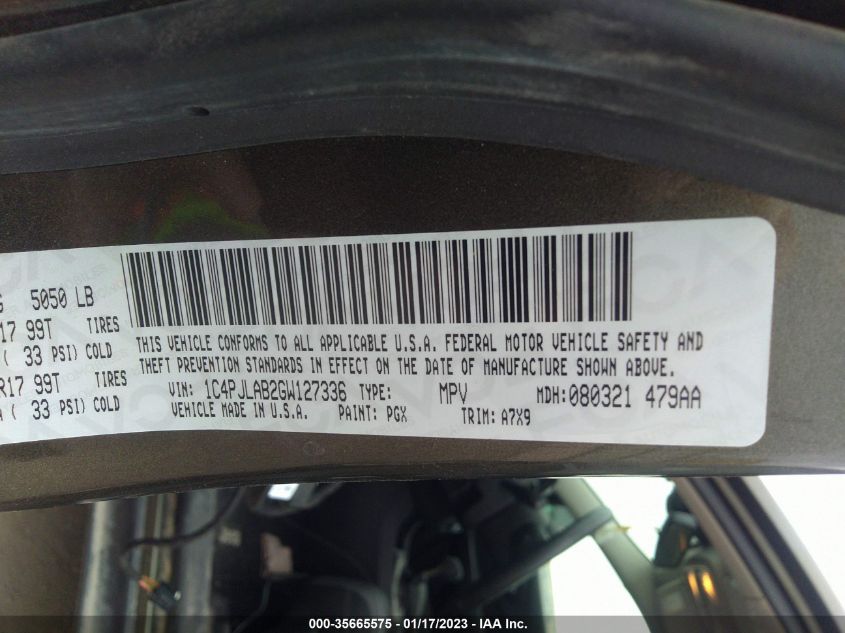 G 5050 LB
17 99T TIRES
( 33 PSI) COLD
R17 99T TIRES
A ( 33 PSI) COLD
THIS VEHICLE CONFORMS TO ALL APPLICABLE U.S.A. FEDERAL MOTOR VEHICLE SAFETY AND
THEFT PREVENTION STANDARDS IN EFFECT ON THE DATE OF MANUFACTURE SHOWN ABOVE.
VIN: 1C4PJLAB2GW127336 TYPE: MPV MDH:080321 479AA
VEHICLE MADE IN U.S.A. PAINT: PGX TRIM: A7X9
000-35665575 / 01/17/2023 / IAA Inc.